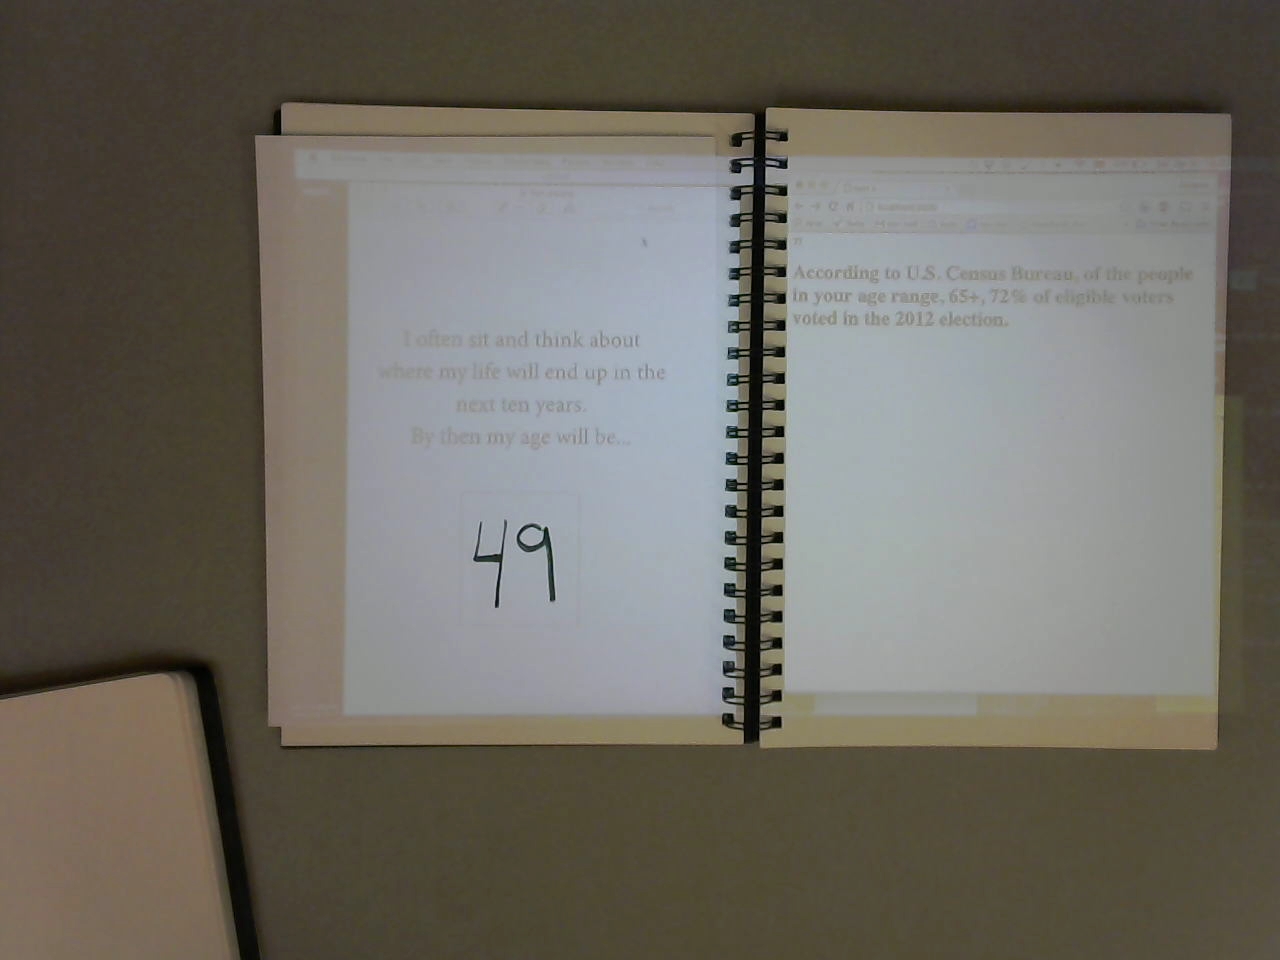 I often sit and think about
where my life will end up in the
next ten years.
By then my age will be...
49
According to U.S. Census Bureau, of the people
in your age range, 65+, 72% of eligible voters
voted in the 2012 election.